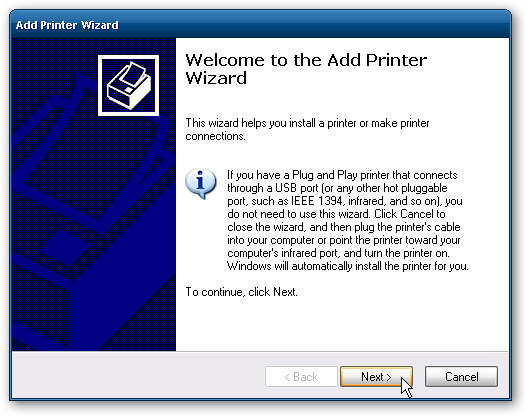 Add Printer Wizard
Welcome to the Add Printer
Wizard
This wizard helps you install a printer or make printer
connections.
If you have a Plug and Play printer that connects
through a USB port (or any other hot pluggable
port, such as IEEE 1394, infrared, and so on), you
do not need to use this wizard. Click Cancel to
close the wizard, and then plug the printer's cable
into your computer or point the printer toward your
computer's infrared port, and turn the printer on.
Windows will automatically install the printer for you.
To continue, click Next.
< Back
Next >
Cancel